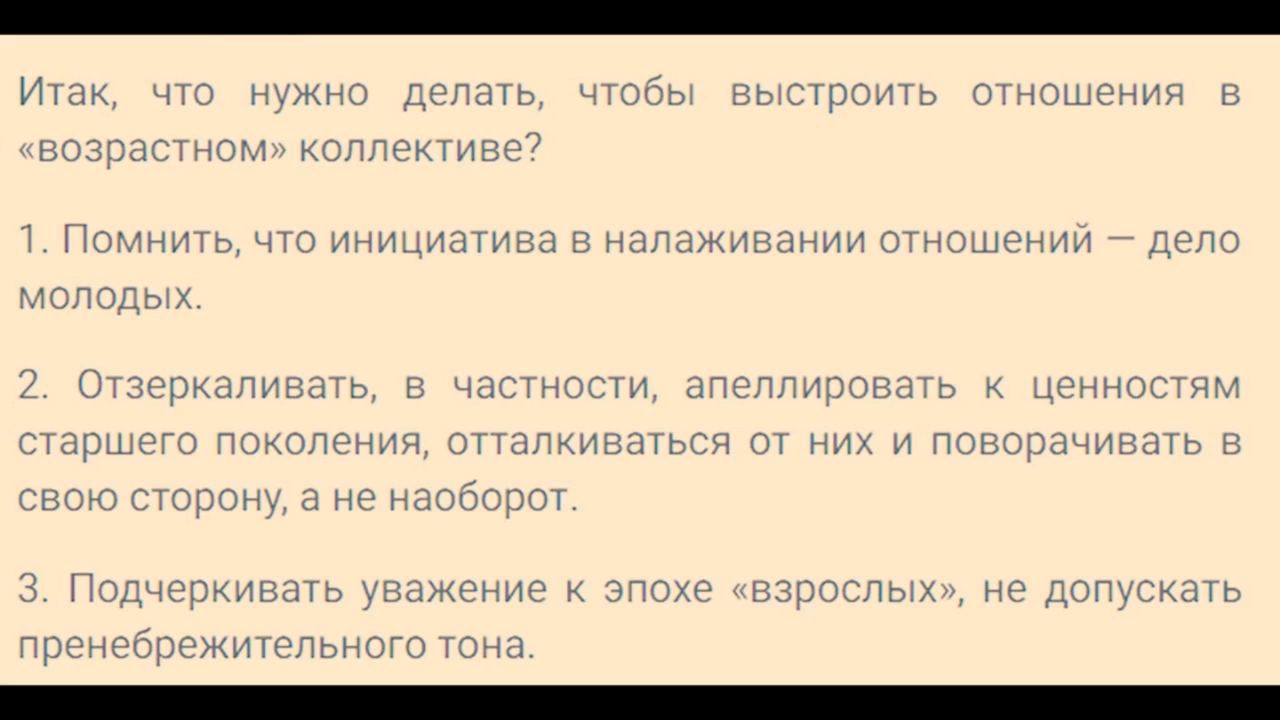 Итак, что нужно делать, чтобы выстроить отношения в
«возрастном» коллективе?
1. Помнить, что инициатива в налаживании отношений — дело
молодых.
2. Отзеркаливать, в частности, апеллировать к ценностям
старшего поколения, отталкиваться от них и поворачивать в
свою сторону, а не наоборот.
3. Подчеркивать уважение к эпохе «взрослых», не допускать
пренебрежительного тона.